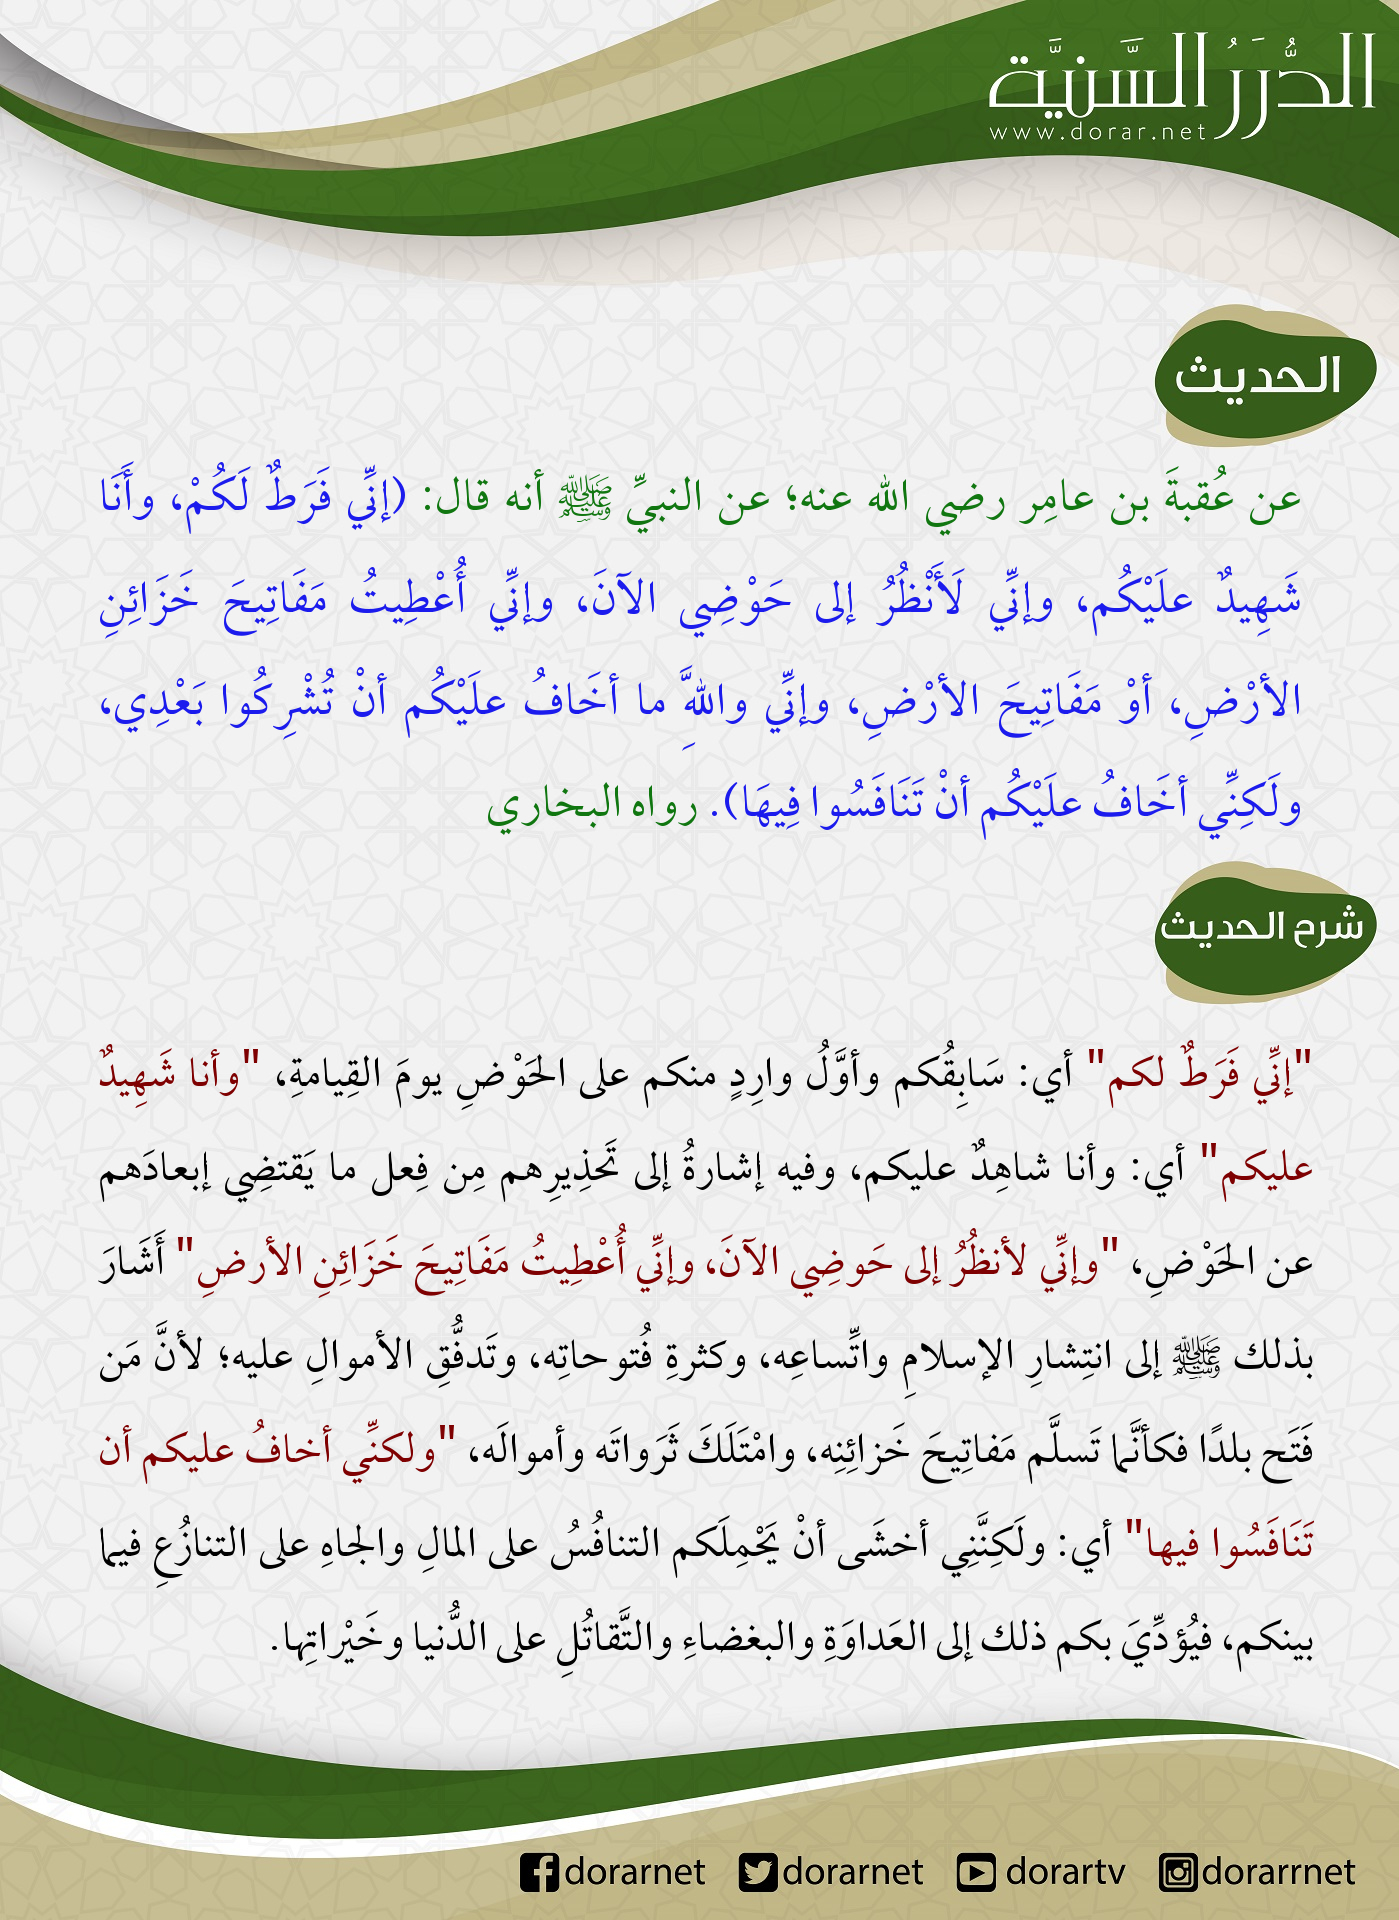 الدُّرَرُ السَّنيَّة
www.dorar.net
الحديث
عن عُقبةَ بن عامِر رضي الله عنه؛ عن النبيِّ ﷺ أنه قال: (إنِّي فَرَطٌ لَكُمْ، وأَنَا
شَهِيدٌ علَيْكُم، وإنِّي لَأَنْظُرُ إلى حَوْضِي الآنَ، وإنِّي أُعْطِيتُ مَفَاتِيحَ خَزَائِنِ
الأرْضِ، أوْ مَفَاتِيحَ الأرْضِ، وإنِّي واللَّهِ ما أخَافُ علَيْكُم أنْ تُشْرِكُوا بَعْدِي،
ولَكِنِّي أخَافُ علَيْكُم أنْ تَنَافَسُوا فِيهَا). رواه البخاري
شرح الحديث
"إنِّي فَرَطٌ لكم" أي: سَابِقُكم وأوَّلُ وارِدٍ منكم على الحَوْضِ يومَ القِيامةِ، "وأنا شَهِيدٌ
عليكم" أي: وأنا شاهِدٌ عليكم، وفيه إشارةُ إلى تَحذِيرِهم مِن فِعل ما يَقتضِي إبعادَهم
عن الحَوْضِ، "وإنِّي لأنظُرُ إلى حَوضِي الآنَ، وإنِّي أُعْطِيتُ مَفَاتِيحَ خَزَائِنِ الأرضِ" أَشَارَ
بذلك ﷺ إلى انتِشارِ الإسلامِ واتِّساعِه، وكثرةِ فُتوحاتِه، وتَدفُّقِ الأموالِ عليه؛ لأنَّ مَن
فَتَح بلدًا فكأنَّما تَسلَّم مَفاتِيحَ خَزائِنِه، وامْتَلَكَ ثَرَواتَه وأموالَه، "ولكنِّي أخافُ عليكم أن
تَنَافَسُوا فيها" أي: ولَكِنَّنِي أخشَى أنْ يَحْمِلَكم التنافُسُ على المالِ والجاهِ على التنازُعِ فيما
بينكم، فيُؤدِّيَ بكم ذلك إلى العَداوَةِ والبغضاءِ والتَّقاتُلِ على الدُّنيا وخَيْراتِها.
dorarnet dorarnet dorartv dorarrnet